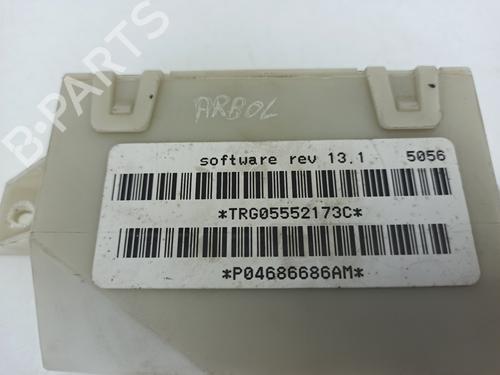 B-PARTS
ARBOL
software rev 13.1 5056
*TRG05552173C*
*P04686686AM*